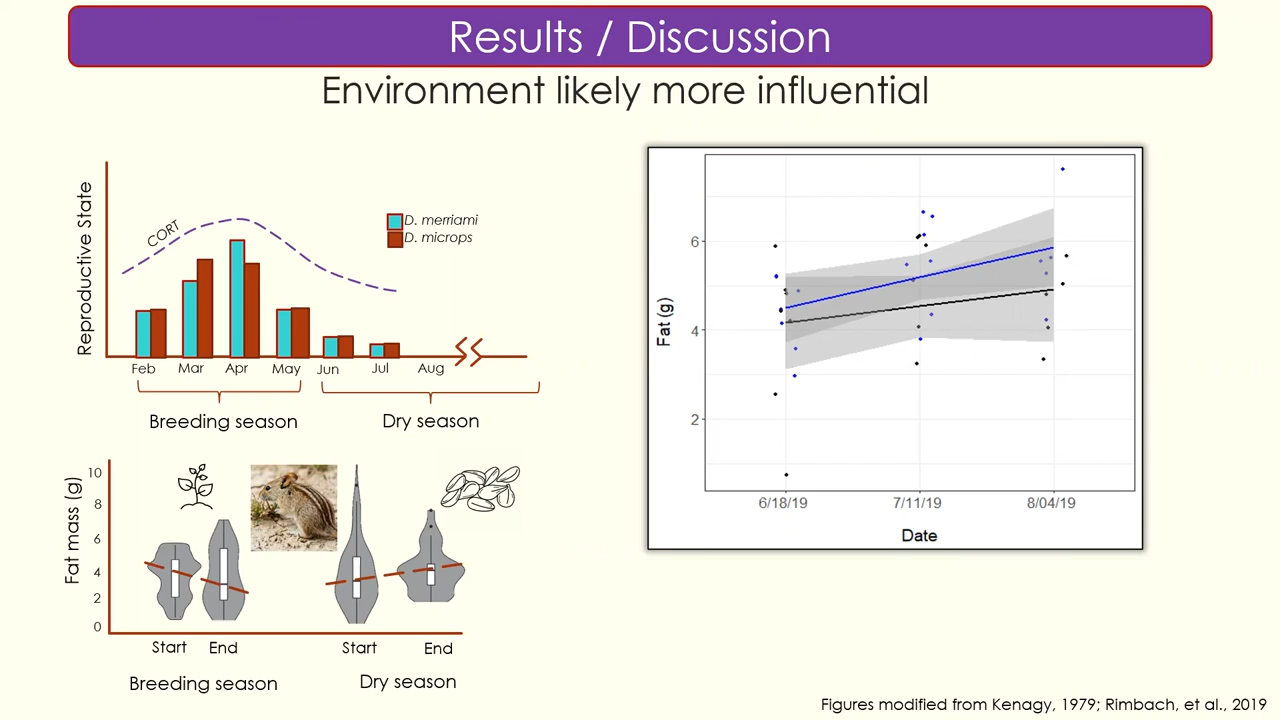 Results / Discussion
Environment likely more influential
Reproductive State
CORT
D. merriami
D. microps
Feb Mar Apr May Jun Jul Aug
Breeding season Dry season
Fat mass (g)
10
8
6
4
2
0
Start End Start End
Breeding season Dry season
Fat (g)
6
4
2
6/18/19 7/11/19 8/04/19
Date
Figures modified from Kenagy, 1979; Rimbach, et al., 2019